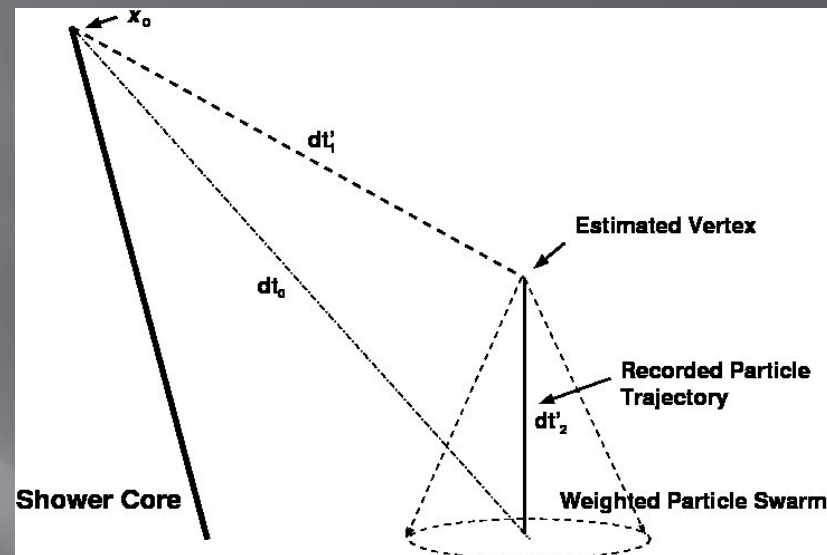 x₀
dt'₁
Estimated Vertex
dt₀
Recorded Particle
Trajectory
dt'₂
Shower Core
Weighted Particle Swarm